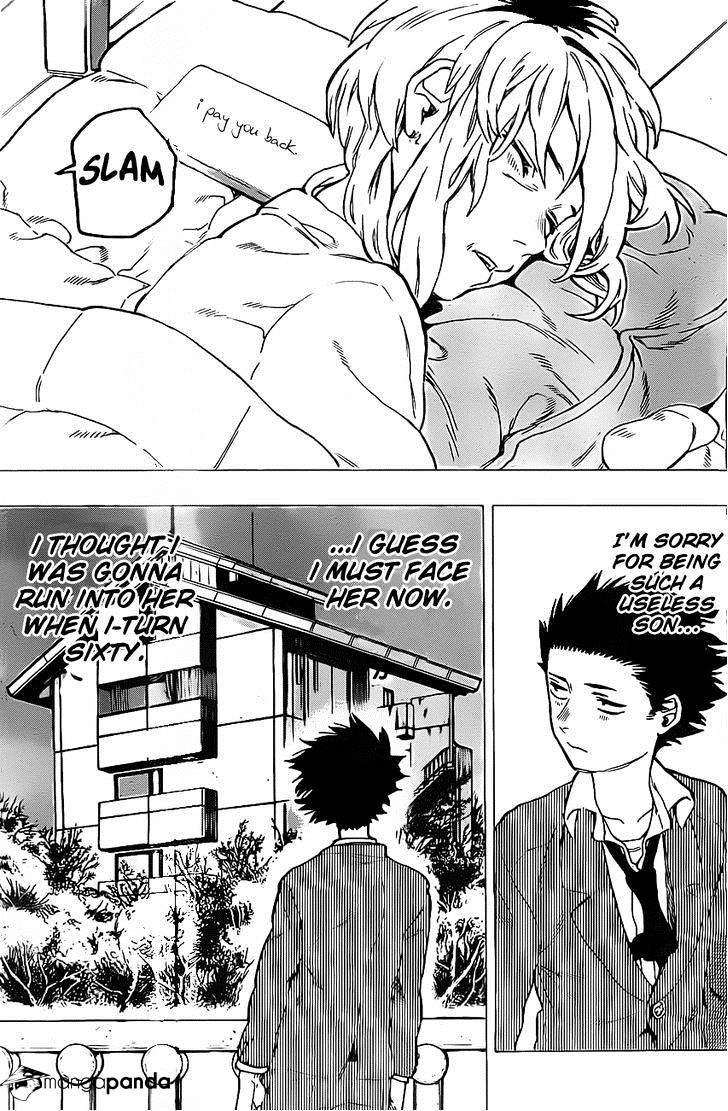 i pay you back.
SLAM
I'M SORRY
FOR BEING
SUCH A
USELESS
SON...
...I GUESS
I MUST FACE
HER NOW.
I THOUGHT I
WAS GONNA
RUN INTO HER
WHEN I-TURN
SIXTY.
mangapanda